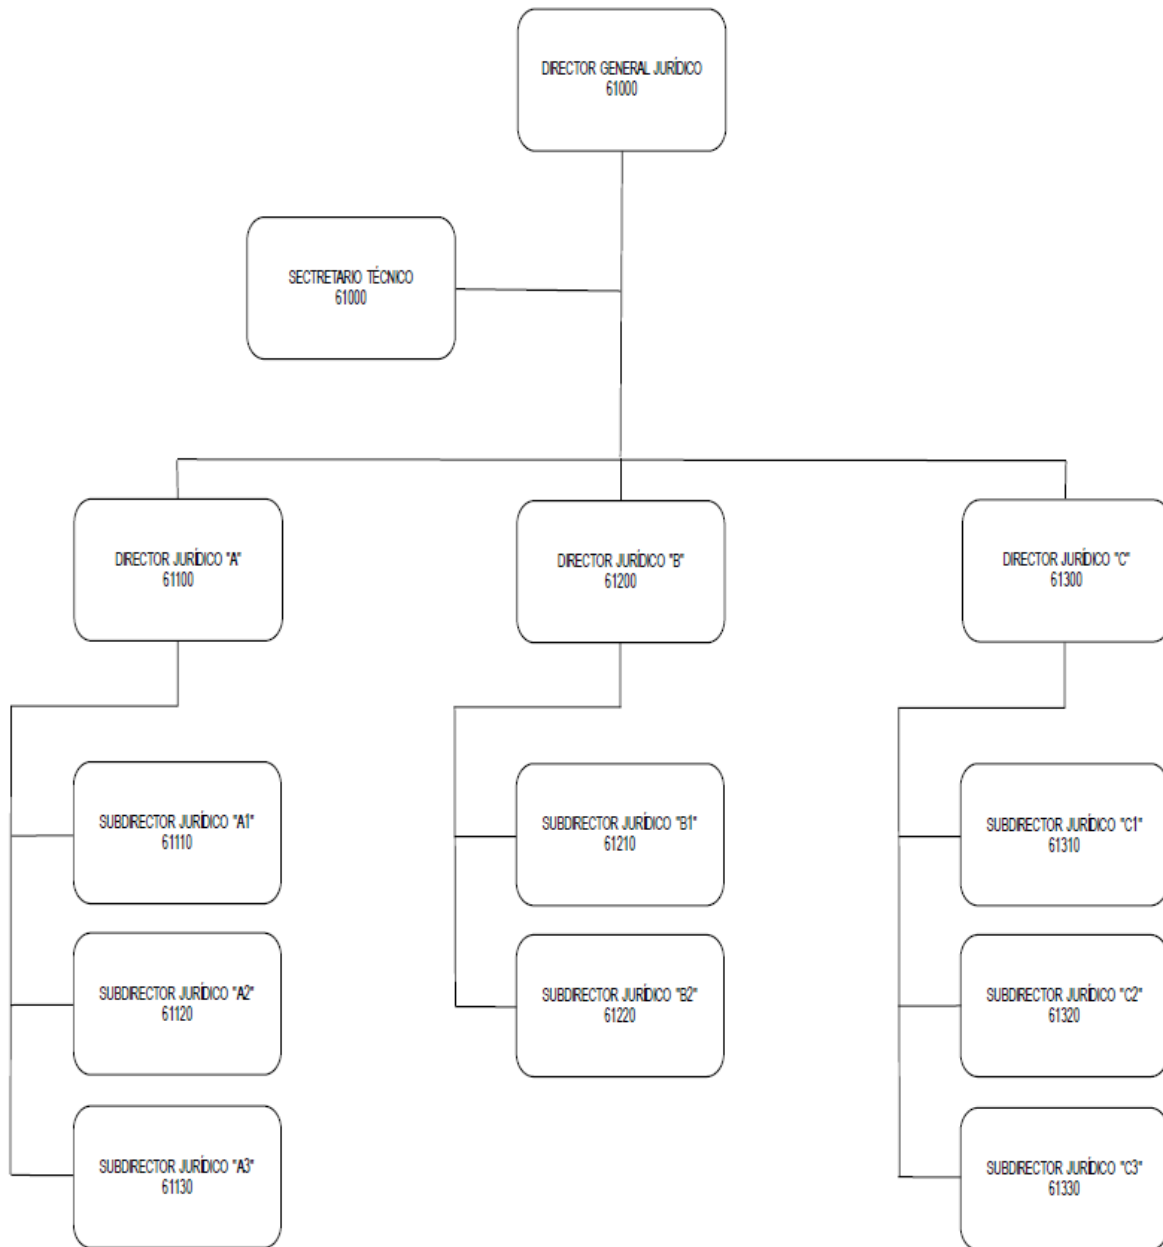 DIRECTOR GENERAL JURÍDICO
61000
SECTRETARIO TÉCNICO
61000
DIRECTOR JURÍDICO "A"
61100
DIRECTOR JURÍDICO "B"
61200
DIRECTOR JURÍDICO "C"
61300
SUBDIRECTOR JURÍDICO "A1"
61110
SUBDIRECTOR JURÍDICO "B1"
61210
SUBDIRECTOR JURÍDICO "C1"
61310
SUBDIRECTOR JURÍDICO "A2"
61120
SUBDIRECTOR JURÍDICO "B2"
61220
SUBDIRECTOR JURÍDICO "C2"
61320
SUBDIRECTOR JURÍDICO "A3"
61130
SUBDIRECTOR JURÍDICO "C3"
61330